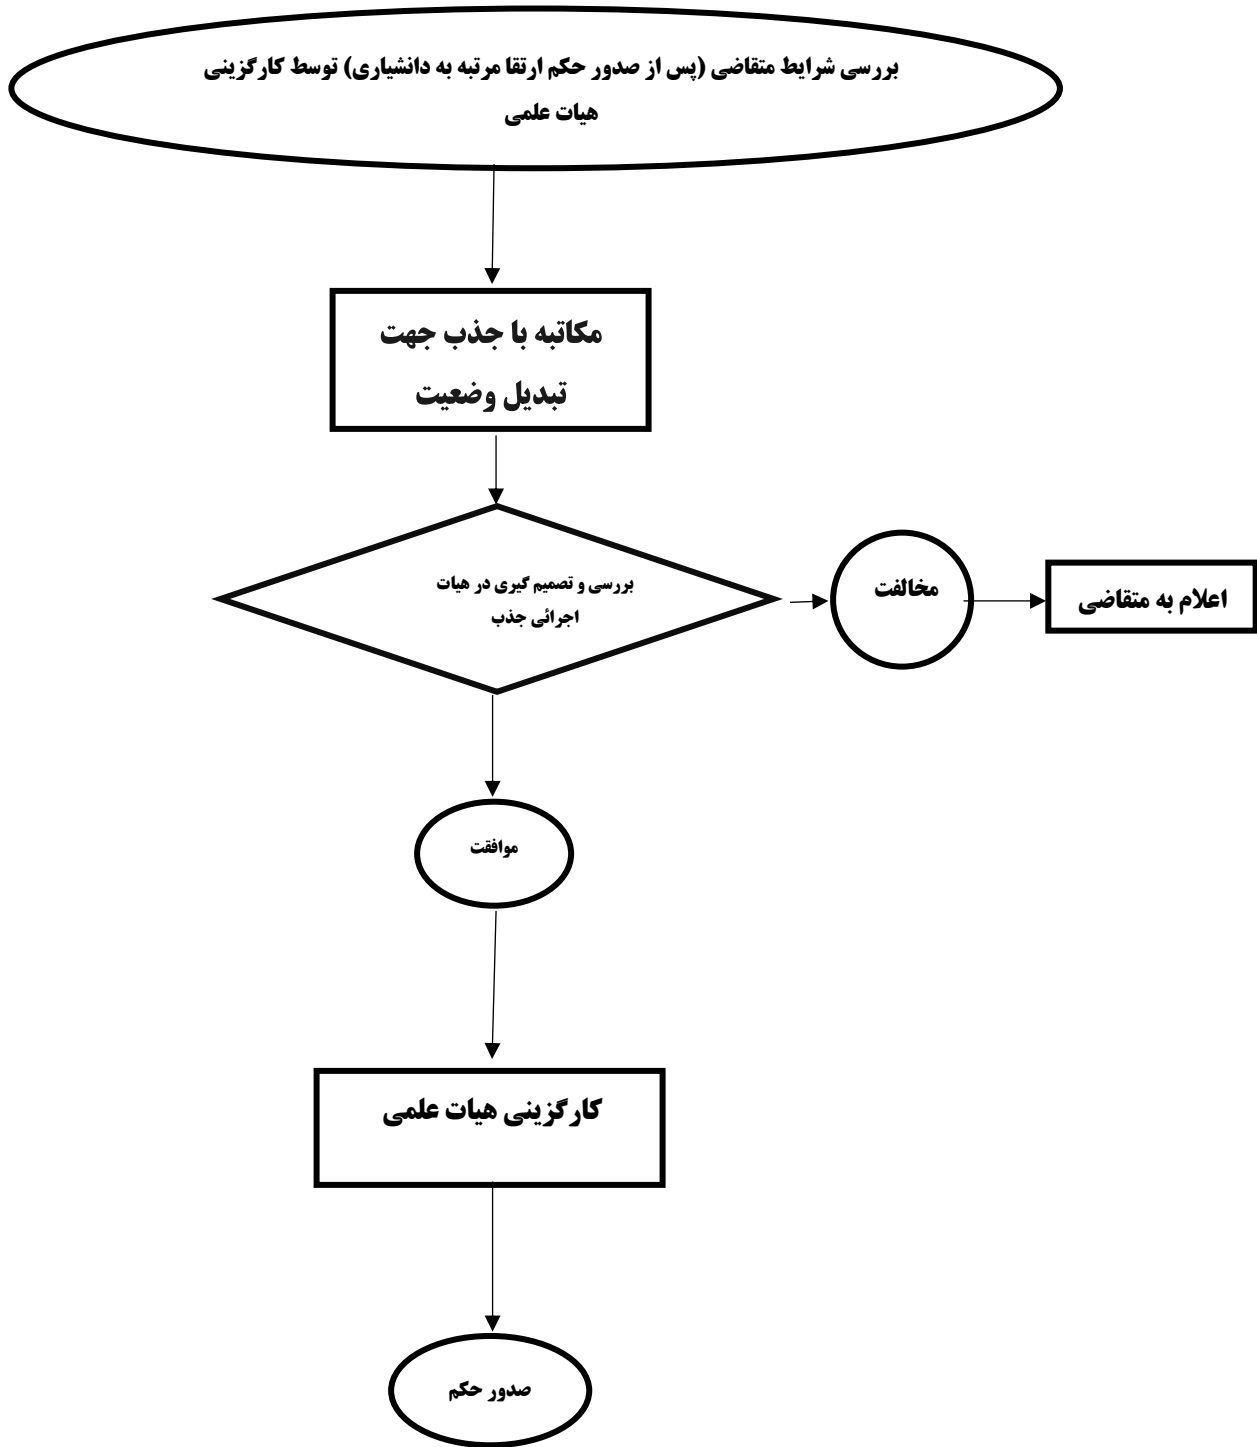 بررسی شرایط متقاضی (پس از صدور حکم ارتقا مرتبه به دانشیاری) توسط کارگزینی
هیات علمی
مکاتبه با جذب جهت
تبدیل وضعیت
بررسی و تصمیم گیری در هیات
اجرائی جذب
مخالفت
اعلام به متقاضی
موافقت
کارگزینی هیات علمی
صدور حکم